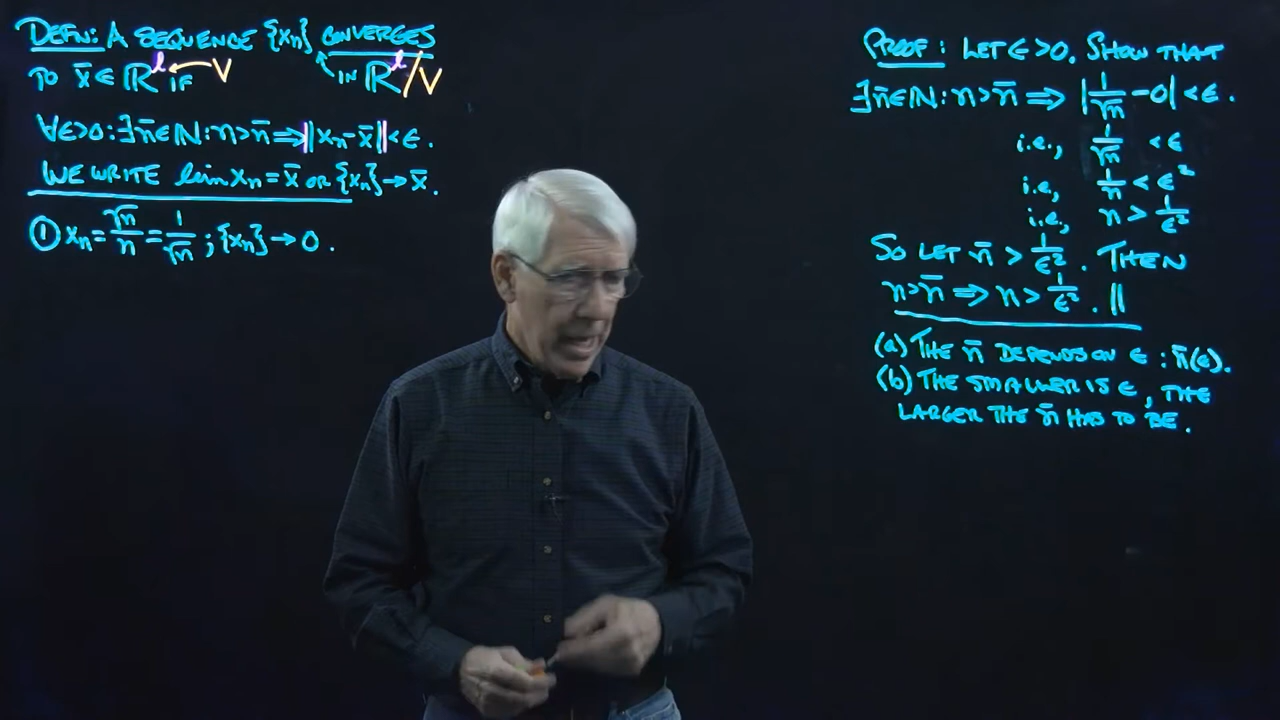 DEFN: A SEQUENCE {xₙ} CONVERGES
TO x̄ ∈ ℝˡ ← V IF
IN ℝˡ/V
∀ϵ>0: ∃n̄∈ℕ: n>n̄ ⟹ ||xₙ-x̄||<ϵ.
WE WRITE lim xₙ = x̄ OR {xₙ}→x̄.
① xₙ = √n/n = 1/√n ; {xₙ}→0.
PROOF: LET ϵ>0. SHOW THAT
∃n̄∈ℕ: n>n̄ ⟹ |1/√n - 0| < ϵ.
i.e., 1/√n < ϵ
i.e, 1/n < ϵ²
i.e., n > 1/ϵ²
SO LET n̄ > 1/ϵ². THEN
n>n̄ ⟹ n > 1/ϵ². ||
(a) THE n̄ DEPENDS ON ϵ : n̄(ϵ).
(b) THE SMALLER IS ϵ, THE
LARGER THE n̄ HAS TO BE.